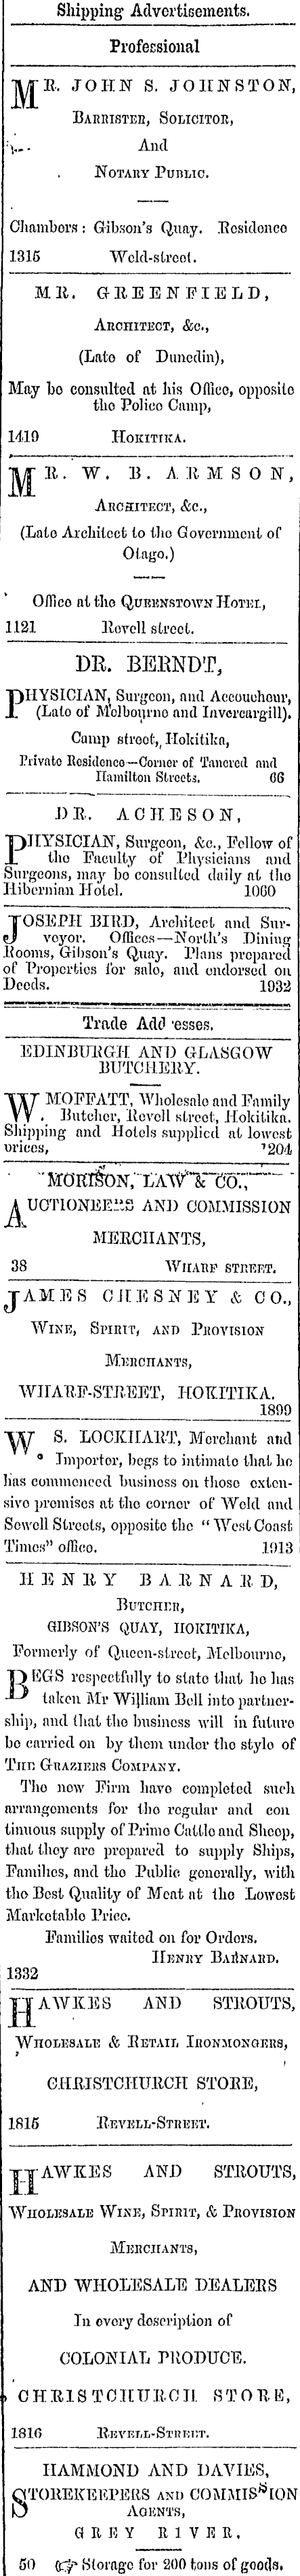 Shipping Advertisements.
Professional
MR. JOHN S. JOHNSTON,
BARRISTER, SOLICITOR,
And
NOTARY PUBLIC.
Chambers: Gibson's Quay. Residence
1315 Weld-street.
MR. GREENFIELD,
ARCHITECT, &c.,
(Late of Dunedin),
May be consulted at his Office, opposite
the Police Camp,
1419 HOKITIKA.
MR. W. B. ARMSON,
ARCHITECT, &c.,
(Late Architect to the Government of
Otago.)
Office at the QUEENSTOWN HOTEL,
1121 Revell street.
DR. BERNDT,
PHYSICIAN, Surgeon, and Accoucheur,
(Late of Melbourne and Invercargill).
Camp street, Hokitika,
Private Residence—Corner of Tancred and
Hamilton Streets. 66
DR. ACHESON,
PHYSICIAN, Surgeon, &c., Fellow of
the Faculty of Physicians and
Surgeons, may be consulted daily at the
Hibernian Hotel. 1060
JOSEPH BIRD, Architect and Sur-
veyor. Offices—North's Dining
Rooms, Gibson's Quay. Plans prepared
of Properties for sale, and endorsed on
Deeds. 1932
Trade Addresses.
EDINBURGH AND GLASGOW
BUTCHERY.
W. MOFFATT, Wholesale and Family
Butcher, Revell street, Hokitika.
Shipping and Hotels supplied at lowest
prices, 1204
MORISON, LAW & CO.,
AUCTIONEERS AND COMMISSION
MERCHANTS,
38 WHARF STREET.
JAMES CHESNEY & CO.,
WINE, SPIRIT, AND PROVISION
MERCHANTS,
WHARF-STREET, HOKITIKA.
1899
W. S. LOCKHART, Merchant and
Importer, begs to intimate that he
has commenced business on those exten-
sive premises at the corner of Weld and
Sewell Streets, opposite the "West Coast
Times" office. 1913
HENRY BARNARD,
BUTCHER,
GIBSON'S QUAY, HOKITIKA,
Formerly of Queen-street, Melbourne,
BEGS respectfully to state that he has
taken Mr William Bell into partner-
ship, and that the business will in future
be carried on by them under the style of
THE GRAZIERS COMPANY.
The new Firm have completed such
arrangements for the regular and con
tinuous supply of Prime Cattle and Sheep,
that they are prepared to supply Ships,
Families, and the Public generally, with
the Best Quality of Meat at the Lowest
Marketable Price.
Families waited on for Orders.
HENRY BARNARD.
1332
HAWKES AND STROUTS,
WHOLESALE & RETAIL IRONMONGERS,
CHRISTCHURCH STORE,
1815 REVELL-STREET.
HAWKES AND STROUTS,
WHOLESALE WINE, SPIRIT, & PROVISION
MERCHANTS,
AND WHOLESALE DEALERS
In every description of
COLONIAL PRODUCE.
CHRISTCHURCH STORE,
1816 REVELL-STREET.
HAMMOND AND DAVIES,
STOREKEEPERS AND COMMISSION
AGENTS,
GREY RIVER.
50 ☞ Storage for 200 tons of goods.